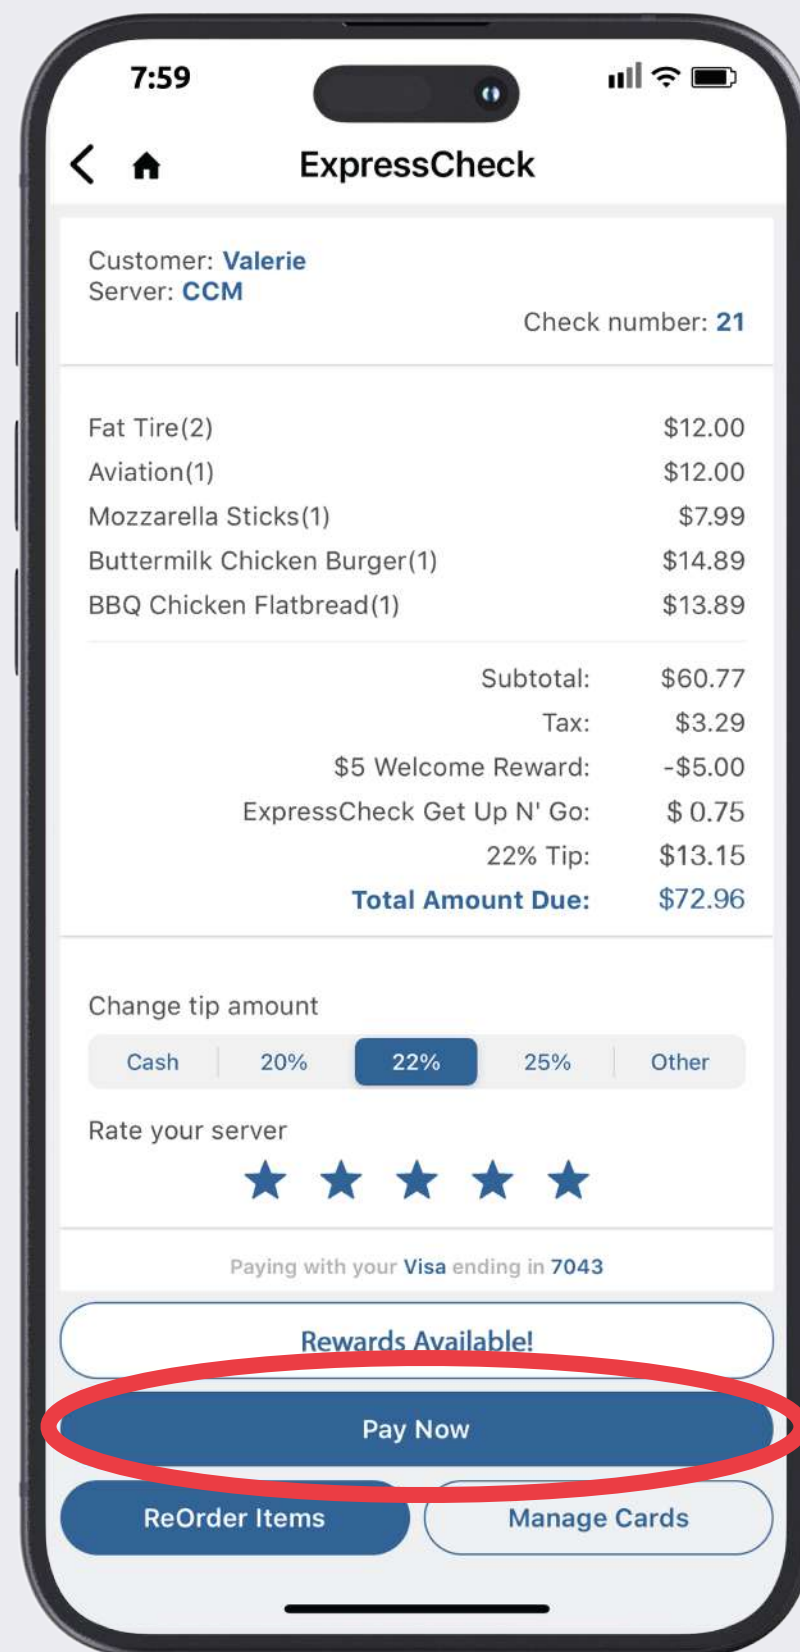 7:59
ExpressCheck
Customer: Valerie
Server: CCM
Check number: 21
Fat Tire(2) $12.00
Aviation(1) $12.00
Mozzarella Sticks(1) $7.99
Buttermilk Chicken Burger(1) $14.89
BBQ Chicken Flatbread(1) $13.89
Subtotal: $60.77
Tax: $3.29
$5 Welcome Reward: -$5.00
ExpressCheck Get Up N' Go: $ 0.75
22% Tip: $13.15
Total Amount Due: $72.96
Change tip amount
Cash 20% 22% 25% Other
Rate your server
Paying with your Visa ending in 7043
Rewards Available!
Pay Now
ReOrder Items Manage Cards